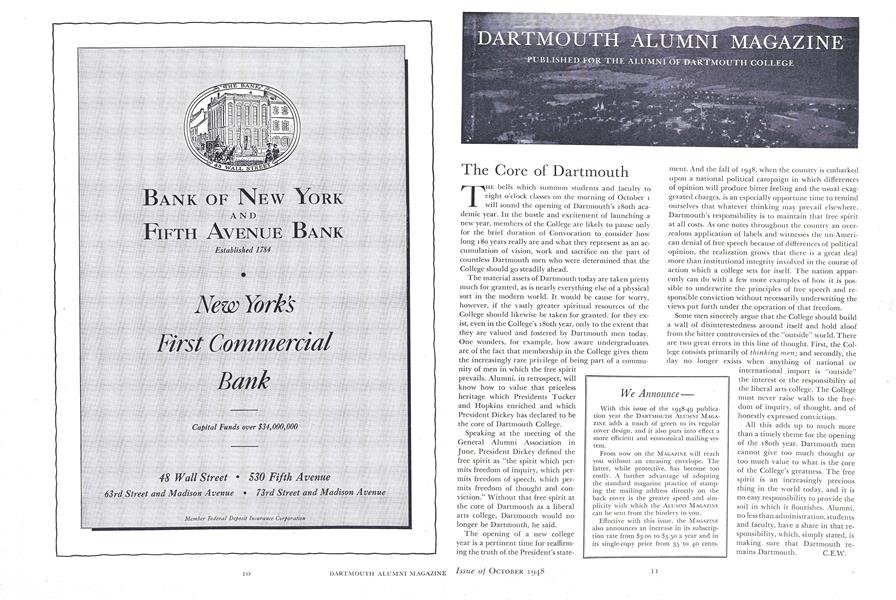 THE BANK OF
48 WALL STREET
BANK OF NEW YORK
AND
FIFTH AVENUE BANK
Established 1784
•
New York's
First Commercial
Bank
Capital Funds over $34,000,000
48 Wall Street • 530 Fifth Avenue
63rd Street and Madison Avenue • 73rd Street and Madison Avenue
Member Federal Deposit Insurance Corporation
10
DARTMOUTH ALUMNI MAGAZINE
DARTMOUTH ALUMNI MAGAZINE
PUBLISHED FOR THE ALUMNI OF DARTMOUTH COLLEGE
The Core of Dartmouth
THE bells which summon students and faculty to
eight o'clock classes on the morning of October 1
will sound the opening of Dartmouth's 180th aca-
demic year. In the bustle and excitement of launching a
new year, members of the College are likely to pause only
for the brief duration of Convocation to consider how
long 180 years really are and what they represent as an ac-
cumulation of vision, work and sacrifice on the part of
countless Dartmouth men who were determined that the
College should go steadily ahead.
The material assets of Dartmouth today are taken pretty
much for granted, as is nearly everything else of a physical
sort in the modern world. It would be cause for worry,
however, if the vastly greater spiritual resources of the
College should likewise be taken for granted, for they ex-
ist, even in the College's 180th year, only to the extent that
they are valued and fostered by Dartmouth men today.
One wonders, for example, how aware undergraduates
are of the fact that membership in the College gives them
the increasingly rare privilege of being part of a commu-
nity of men in which the free spirit
prevails. Alumni, in retrospect, will
know how to value that priceless
heritage which Presidents Tucker
and Hopkins enriched and which
President Dickey has declared to be
the core of Dartmouth College.
Speaking at the meeting of the
General Alumni Association in
June, President Dickey defined the
free spirit as "the spirit which per-
mits freedom of inquiry, which per-
mits freedom of speech, which per-
mits freedom of thought and con-
viction." Without that free spirit at
the core of Dartmouth as a liberal
arts college, Dartmouth would no
longer be Dartmouth, he said.
The opening of a new college
year is a pertinent time for reaffirm-
ing the truth of the President's state-
ment. And the fall of 1948, when the country is embarked
upon a national political campaign in which differences
of opinion will produce bitter feeling and the usual exag-
gerated charges, is an especially opportune time to remind
ourselves that whatever thinking may prevail elsewhere,
Dartmouth's responsibility is to maintain that free spirit
at all costs. As one notes throughout the country an over-
zealous application of labels and witnesses the un-Ameri-
can denial of free speech because of differences of political
opinion, the realization grows that there is a great deal
more than institutional integrity involved in the course of
action which a college sets for itself. The nation appar-
ently can do with a few more examples of how it is pos-
sible to underwrite the principles of free speech and re-
sponsible conviction without necessarily underwriting the
views put forth under the operation of that freedom.
Some men sincerely argue that the College should build
a wall of disinterestedness around itself and hold aloof
from the bitter controversies of the "outside" world. There
are two great errors in this line of thought. First, the Col-
lege consists primarily of thinking men; and secondly, the
day no longer exists when anything of national or
international import is "outside"
the interest or the responsibility of
the liberal arts college. The College
must never raise walls to the free-
dom of inquiry, of thought, and of
honestly expressed conviction.
All this adds up to much more
than a timely theme for the opening
of the 180th year. Dartmouth men
cannot give too much thought or
too much value to what is the core
of the College's greatness. The free
spirit is an increasingly precious
thing in the world today, and it is
no easy responsibility to provide the
soil in which it flourishes. Alumni,
no less than administration, students
and faculty, have a share in that re-
sponsibility, which, simply stated, is
making sure that Dartmouth re-
mains Dartmouth. C.E.W.
We Announce—
With this issue of the 1948-49 publica-
tion year the DARTMOUTH ALUMNI MAGA-
ZINE adds a touch of green to its regular
cover design, and it also puts into effect a
more efficient and economical mailing sys-
tem.
From now on the MAGAZINE will reach
you without an encasing envelope. The
latter, while protective, has become too
costly. A further advantage of adopting
the standard magazine practice of stamp-
ing the mailing address directly on the
back cover is the greater speed and sim-
plicity with which the ALUMNI MAGAZINE
can be sent from the bindery to you.
Effective with this issue, the MAGAZINE
also announces an increase in its subscrip-
tion rate from $3.00 to $3.50 a year and in
its single-copy price from 35 to 40 cents.
Issue of OCTOBER 1948
11